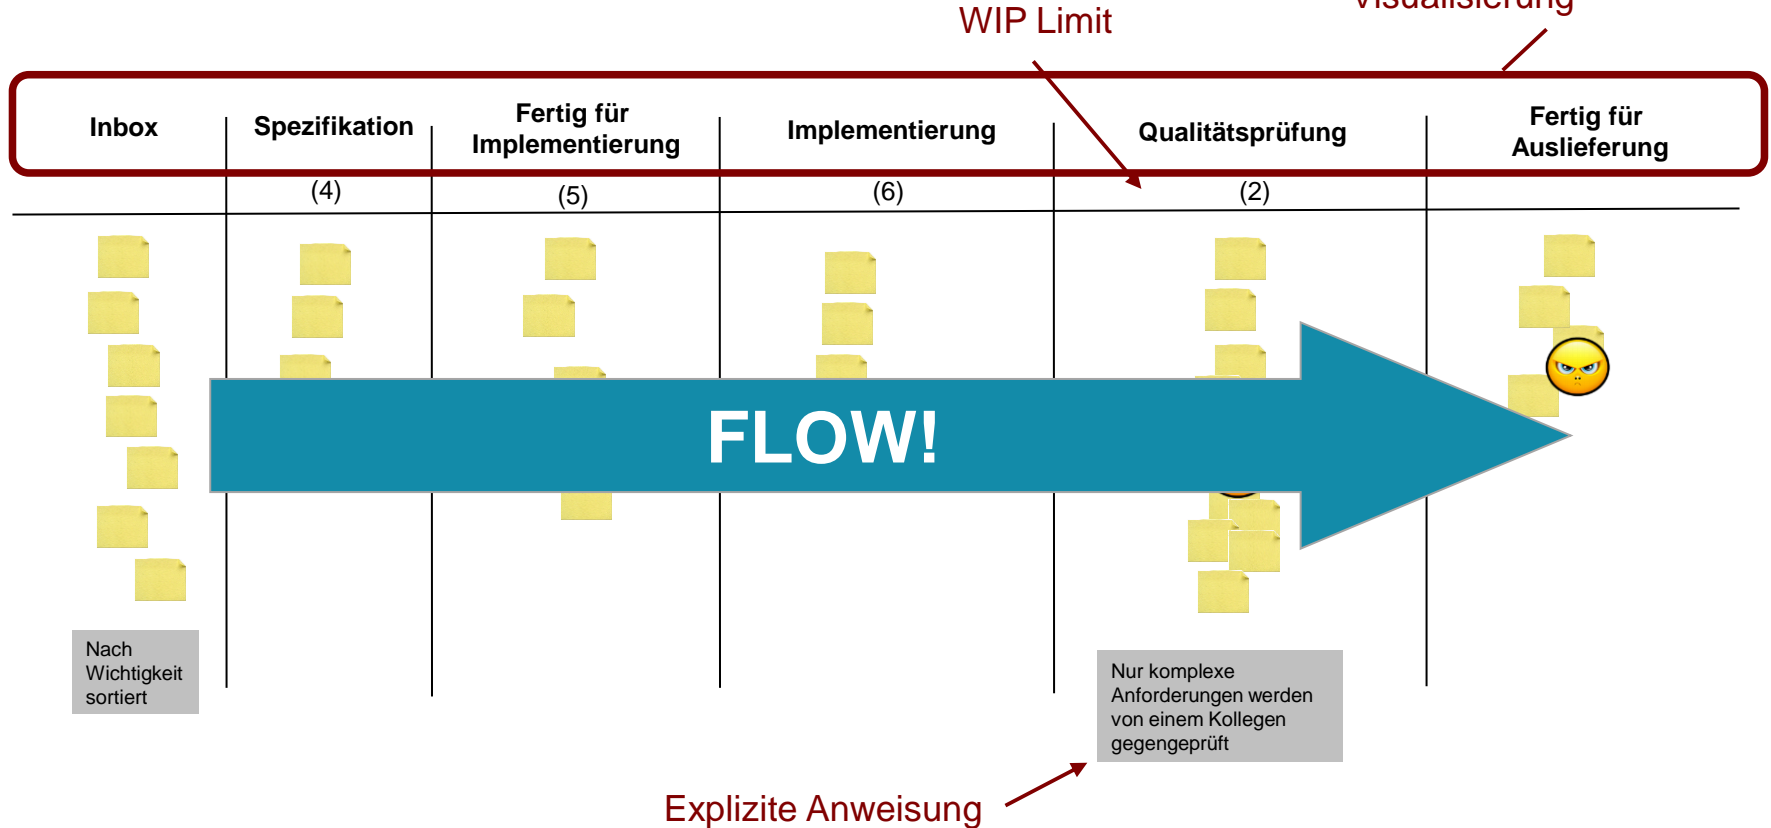 Visualisierung
WIP Limit
Inbox
Spezifikation
Fertig für
Implementierung
Implementierung
Qualitätsprüfung
Fertig für
Auslieferung
(4)
(5)
(6)
(2)
FLOW!
Nach
Wichtigkeit
sortiert
Nur komplexe
Anforderungen werden
von einem Kollegen
gegengeprüft
Explizite Anweisung